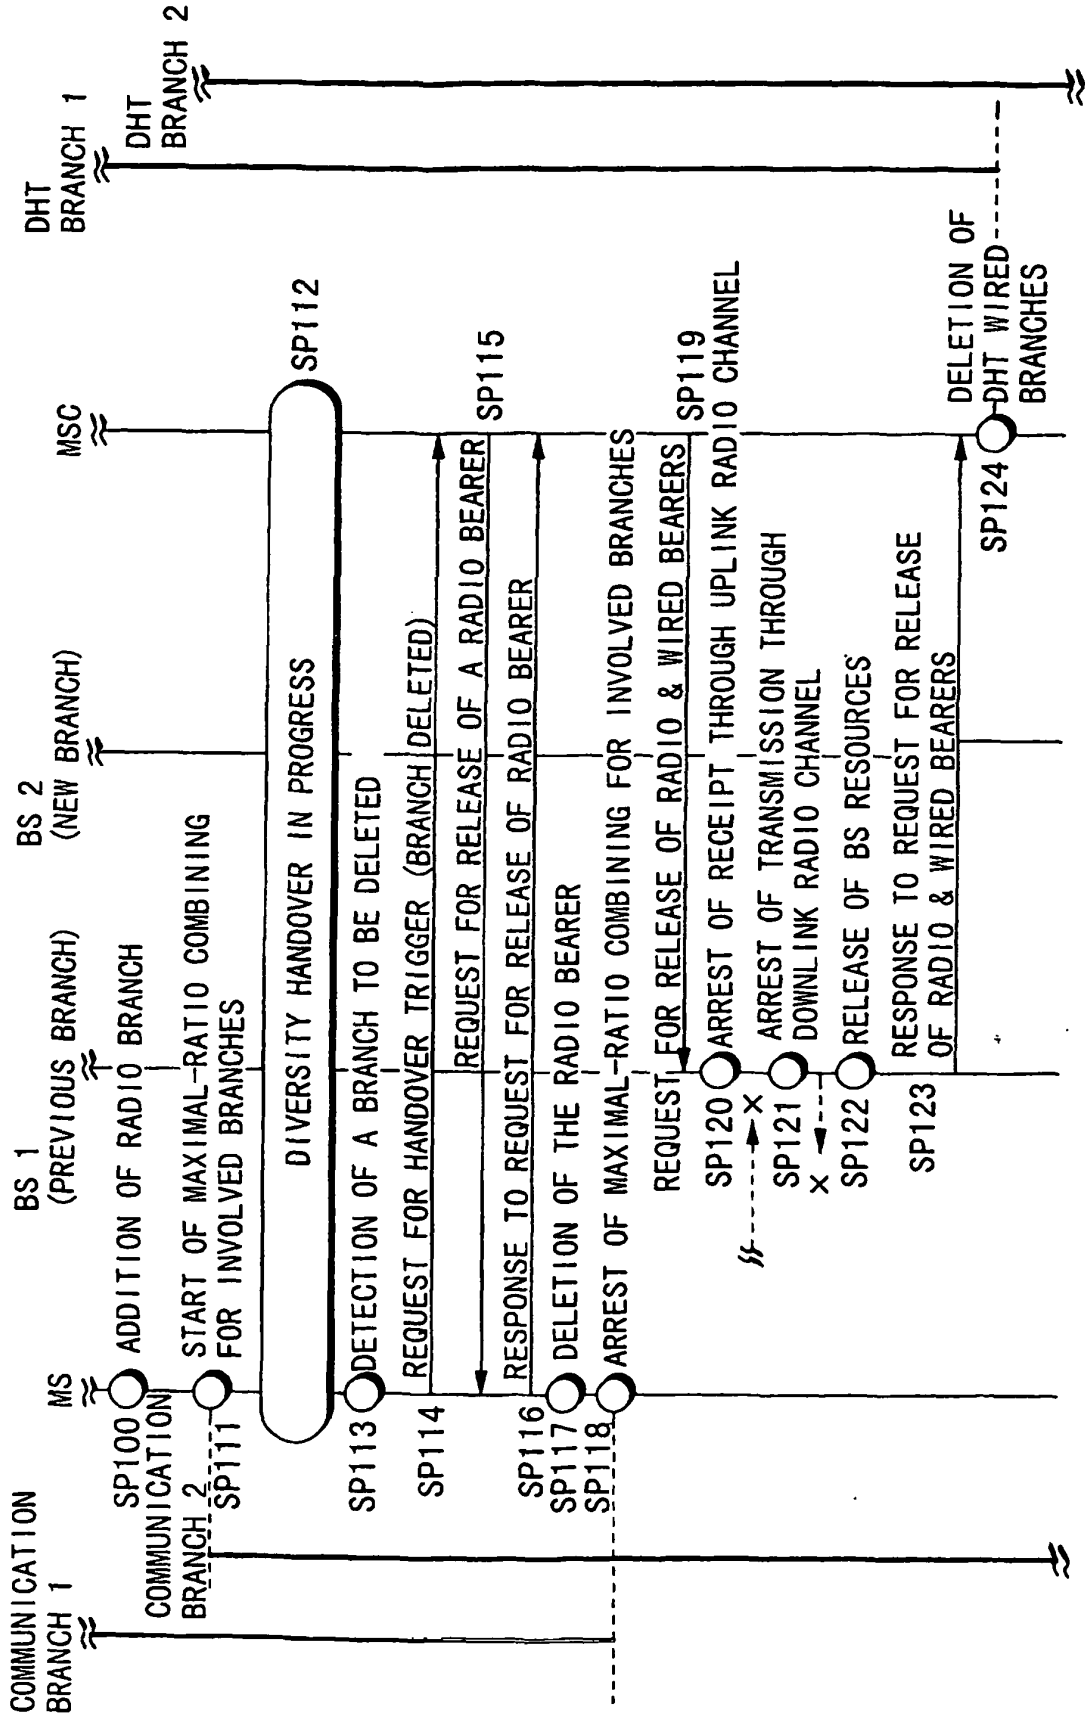 COMMUNICATION
BRANCH 1
COMMUNICATION
BRANCH 2
MS
BS 1
(PREVIOUS BRANCH)
BS 2
(NEW BRANCH)
MSC
DHT
BRANCH 1
DHT
BRANCH 2
SP100
ADDITION OF RADIO BRANCH
SP111
START OF MAXIMAL-RATIO COMBINING
FOR INVOLVED BRANCHES
DIVERSITY HANDOVER IN PROGRESS
SP112
SP113
DETECTION OF A BRANCH TO BE DELETED
SP114
REQUEST FOR HANDOVER TRIGGER (BRANCH DELETED)
REQUEST FOR RELEASE OF A RADIO BEARER
SP115
SP116
RESPONSE TO REQUEST FOR RELEASE OF RADIO BEARER
SP117
DELETION OF THE RADIO BEARER
SP118
ARREST OF MAXIMAL-RATIO COMBINING FOR INVOLVED BRANCHES
REQUEST FOR RELEASE OF RADIO & WIRED BEARERS
SP119
SP120
ARREST OF RECEIPT THROUGH UPLINK RADIO CHANNEL
X
SP121
ARREST OF TRANSMISSION THROUGH
DOWNLINK RADIO CHANNEL
X
SP122
RELEASE OF BS RESOURCES
SP123
RESPONSE TO REQUEST FOR RELEASE
OF RADIO & WIRED BEARERS
SP124
DELETION OF
DHT WIRED
BRANCHES